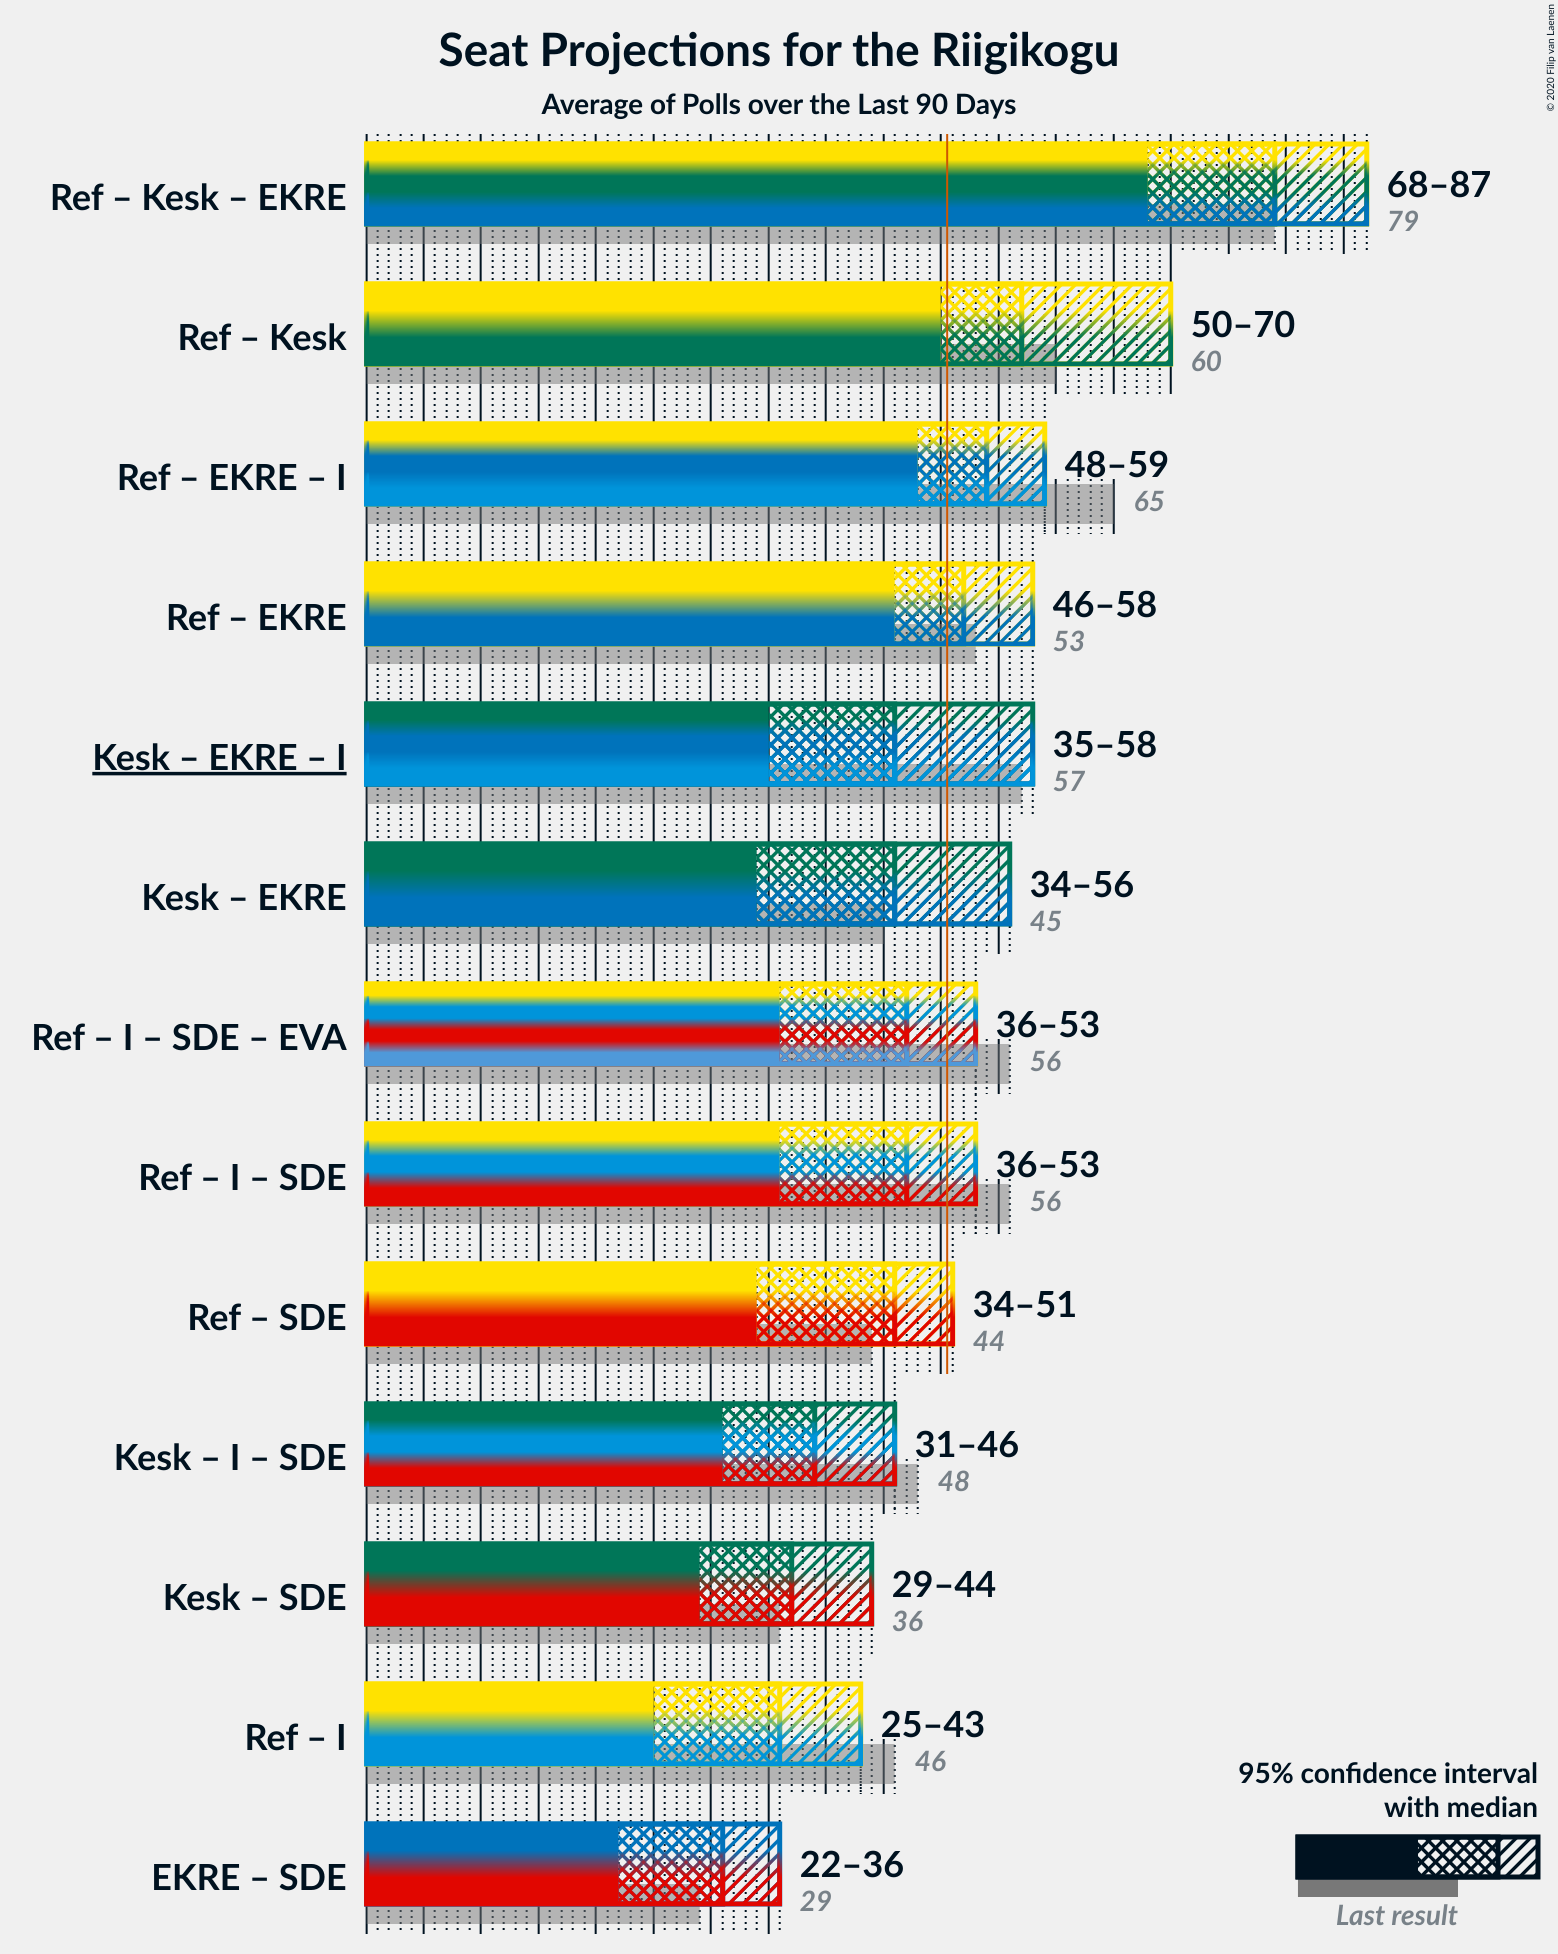 Seat Projections for the Riigikogu
Average of Polls over the Last 90 Days
© 2020 Filip van Laenen
Ref – Kesk – EKRE
68–87
79
Ref – Kesk
50–70
60
Ref – EKRE – I
48–59
65
Ref – EKRE
46–58
53
Kesk – EKRE – I
35–58
57
Kesk – EKRE
34–56
45
Ref – I – SDE – EVA
36–53
56
Ref – I – SDE
36–53
56
Ref – SDE
34–51
44
Kesk – I – SDE
31–46
48
Kesk – SDE
29–44
36
Ref – I
25–43
46
EKRE – SDE
22–36
29
95% confidence interval
with median
Last result